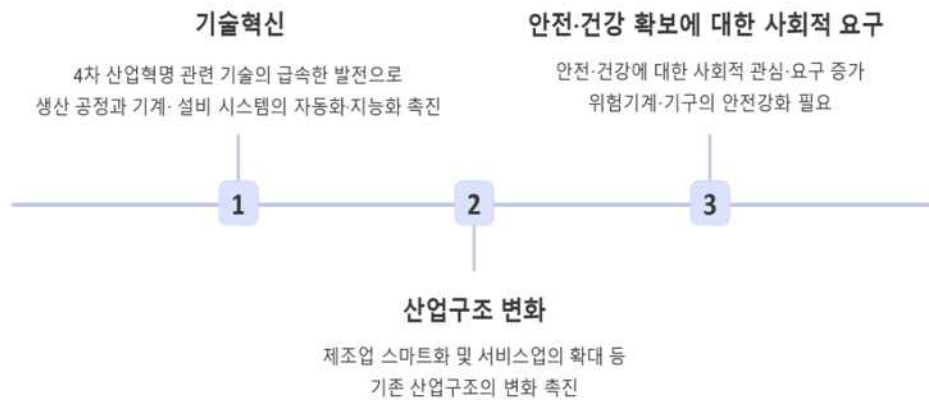 기술혁신
4차 산업혁명 관련 기술의 급속한 발전으로
생산 공정과 기계· 설비 시스템의 자동화·지능화 촉진
1
2
산업구조 변화
제조업 스마트화 및 서비스업의 확대 등
기존 산업구조의 변화 촉진
안전·건강 확보에 대한 사회적 요구
안전·건강에 대한 사회적 관심·요구 증가
위험기계·기구의 안전강화 필요
3